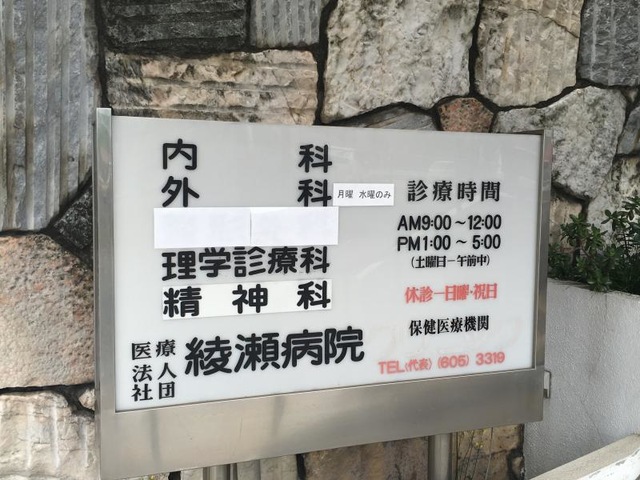 内科
外科 月曜 水曜のみ
理学診療科
精神科
医療法人社団 綾瀬病院
診療時間
AM9:00～12:00
PM1:00～5:00
(土曜日ー午前中)
休診ー日曜・祝日
保健医療機関
TEL(代表)(605)3319